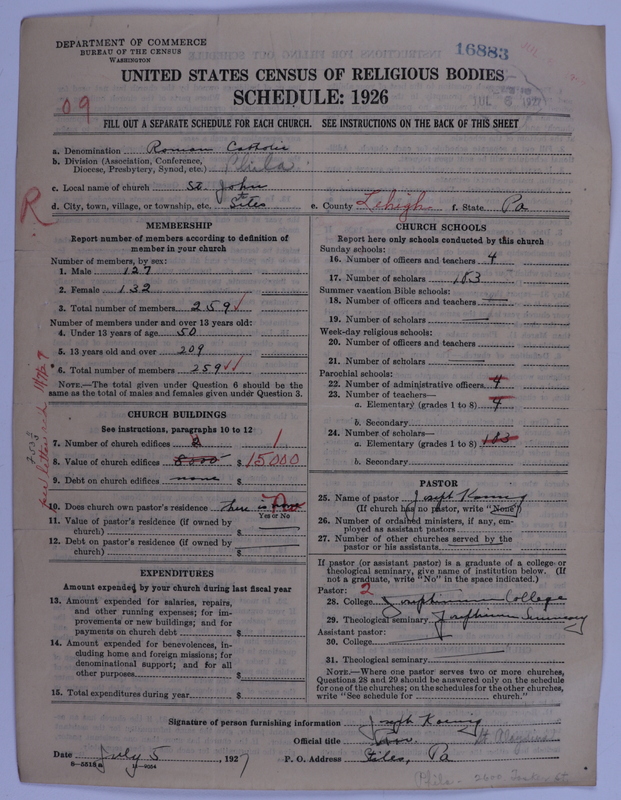 DEPARTMENT OF COMMERCE
BUREAU OF THE CENSUS
WASHINGTON
16883
UNITED STATES CENSUS OF RELIGIOUS BODIES
SCHEDULE: 1926
JUL 6 1927
09
FILL OUT A SEPARATE SCHEDULE FOR EACH CHURCH. SEE INSTRUCTIONS ON THE BACK OF THIS SHEET
a. Denomination Roman Catholic
b. Division (Association, Conference, Diocese, Presbytery, Synod, etc.) Phila
c. Local name of church St. John
d. City, town, village, or township, etc. Stiles e. County Lehigh f. State Pa
R
MEMBERSHIP
Report number of members according to definition of
member in your church
Number of members, by sex:
1. Male 127
2. Female 132
3. Total number of members 259
Number of members under and over 13 years old:
4. Under 13 years of age 50
5. 13 years old and over 209
*6. Total number of members 259
NOTE.—The total given under Question 6 should be the
same as the total of males and females given under Question 3.
CHURCH BUILDINGS
See instructions, paragraphs 10 to 12
7. Number of church edifices 1
8. Value of church edifices 8000 $ 15000
9. Debt on church edifices none $
10. Does church own pastor's residence There is none No
Yes or No
11. Value of pastor's residence (if owned by
church) $
12. Debt on pastor's residence (if owned by
church) $
EXPENDITURES
Amount expended by your church during last fiscal year
13. Amount expended for salaries, repairs,
and other running expenses; for im-
provements or new buildings; and for
payments on church debt $
14. Amount expended for benevolences, in-
cluding home and foreign missions; for
denominational support; and for all
other purposes $
15. Total expenditures during year $
CHURCH SCHOOLS
Report here only schools conducted by this church
Sunday schools:
16. Number of officers and teachers 4
17. Number of scholars 183
Summer vacation Bible schools:
18. Number of officers and teachers
19. Number of scholars
Week-day religious schools:
20. Number of officers and teachers
21. Number of scholars
Parochial schools:
22. Number of administrative officers 4
23. Number of teachers—
a. Elementary (grades 1 to 8) 4
b. Secondary
24. Number of scholars—
a. Elementary (grades 1 to 8) 183
b. Secondary
PASTOR
25. Name of pastor Joseph Koenig
(If church has no pastor, write "None")
26. Number of ordained ministers, if any, em-
ployed as assistant pastors
27. Number of other churches served by the
pastor or his assistants
If pastor (or assistant pastor) is a graduate of a college or
theological seminary, give name of institution below. (If
not a graduate, write "No" in the space indicated.)
Pastor: 2
28. College Josephinum College
29. Theological seminary Josephinum Seminary
Assistant pastor:
30. College
31. Theological seminary
NOTE.—Where one pastor serves two or more churches,
Questions 28 and 29 should be answered only on the schedule
for one of the churches; on the schedules for the other churches,
write "See schedule for church."
Signature of person furnishing information Joseph Koenig
Official title St. Aloysius
Date July 5, 1927 P. O. Address Stiles, Pa